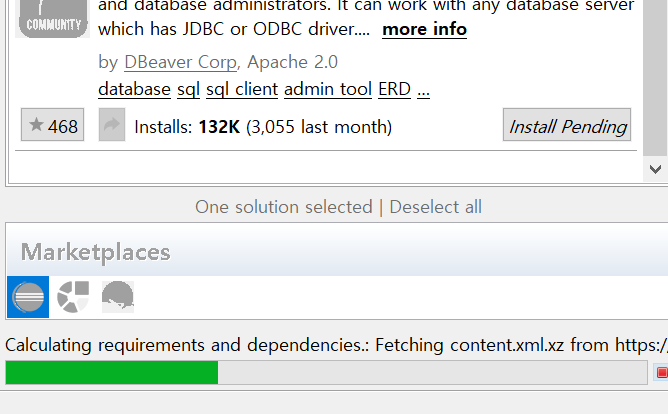 and database administrators. It can work with any database server
COMMUNITY
which has JDBC or ODBC driver.... more info
by DBeaver Corp, Apache 2.0
database sql sql client admin tool ERD ...
468 Installs: 132K (3,055 last month) Install Pending
One solution selected | Deselect all
Marketplaces
Calculating requirements and dependencies.: Fetching content.xml.xz from https:/